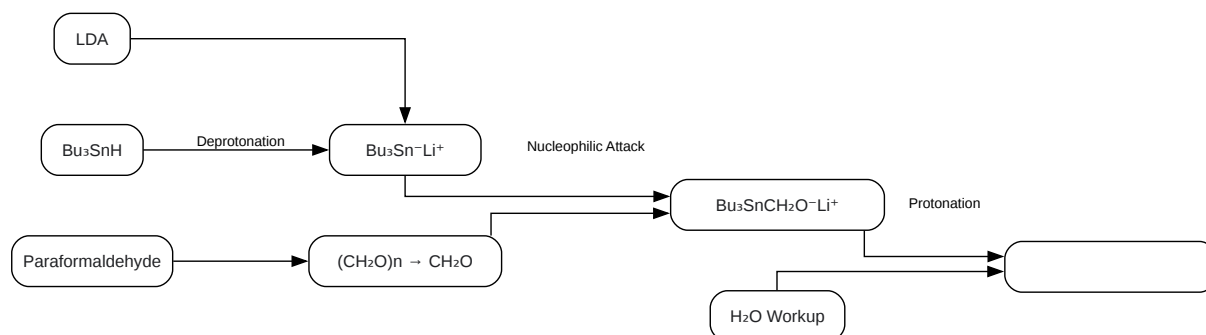 LDA
Bu₃SnH
Deprotonation
Bu₃Sn⁻Li⁺
Nucleophilic Attack
Bu₃SnCH₂O⁻Li⁺
Protonation
Paraformaldehyde
(CH₂O)n → CH₂O
H₂O Workup